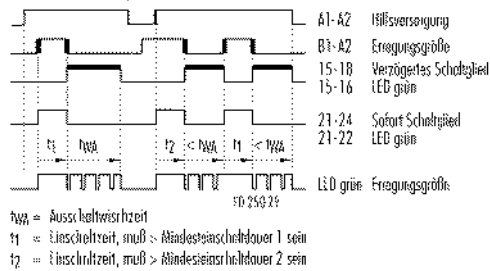 A1-A2 Hilfsversorgung
B1-A2 Erregungsgröße
15-18 Verzögertes Schaltglied
15-16 LED grün
21-24 Sofort Schaltglied
21-22 LED grün
t1 tWA t2 < tWA t1 < tWA
LED grün Erregungsgröße
FD 250 29
tWA = Ausschaltwischzeit
t1 = Einschaltzeit, muß > Mindesteinschaltdauer 1 sein
t2 = Einschaltzeit, muß > Mindesteinschaltdauer 2 sein